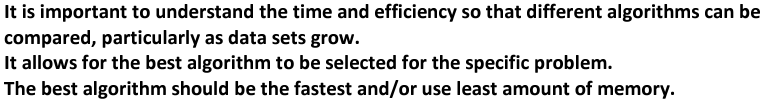 It is important to understand the time and efficiency so that different algorithms can be
compared, particularly as data sets grow.
It allows for the best algorithm to be selected for the specific problem.
The best algorithm should be the fastest and/or use least amount of memory.